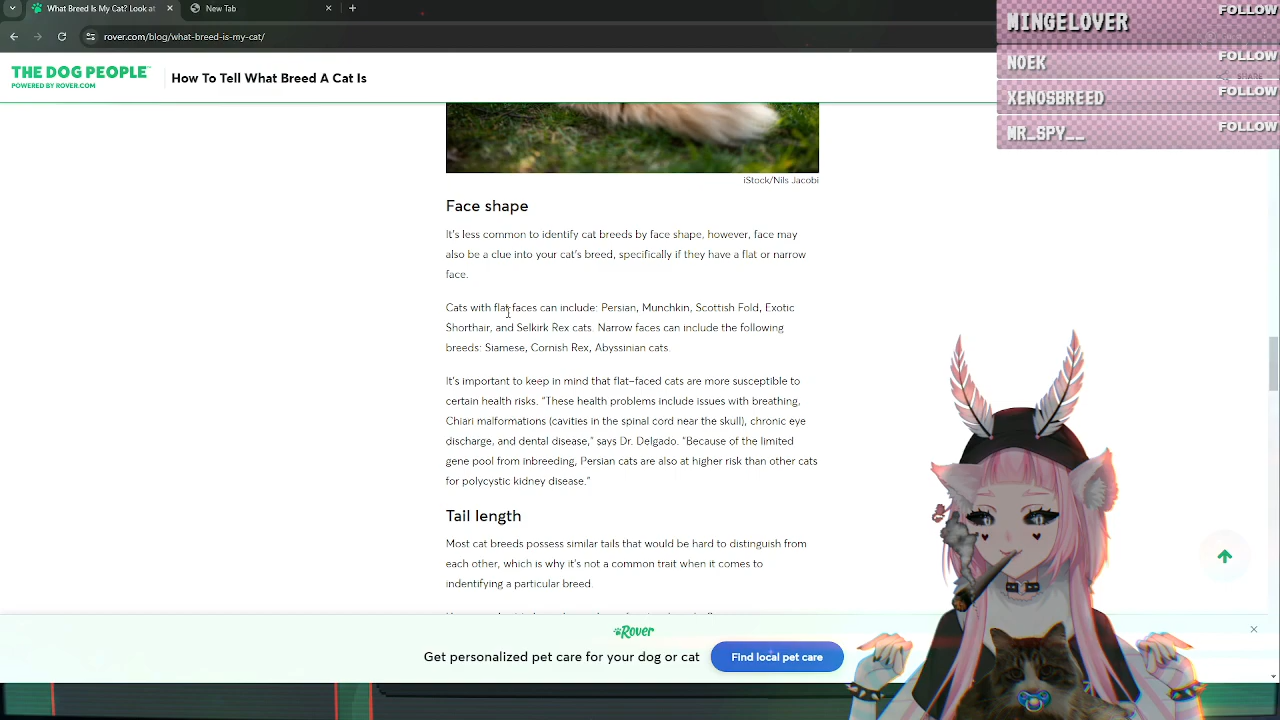 What Breed Is My Cat? Look at
New Tab
rover.com/blog/what-breed-is-my-cat/
THE DOG PEOPLE™
POWERED BY ROVER.COM
How To Tell What Breed A Cat Is
SHARE
MINGELOVER FOLLOW
NOEK FOLLOW
XENOSBREED FOLLOW
MR_SPY__ FOLLOW
iStock/Nils Jacobi
Face shape
It's less common to identify cat breeds by face shape, however, face may
also be a clue into your cat's breed, specifically if they have a flat or narrow
face.
Cats with flat faces can include: Persian, Munchkin, Scottish Fold, Exotic
Shorthair, and Selkirk Rex cats. Narrow faces can include the following
breeds: Siamese, Cornish Rex, Abyssinian cats.
It's important to keep in mind that flat-faced cats are more susceptible to
certain health risks. “These health problems include issues with breathing,
Chiari malformations (cavities in the spinal cord near the skull), chronic eye
discharge, and dental disease,” says Dr. Delgado. “Because of the limited
gene pool from inbreeding, Persian cats are also at higher risk than other cats
for polycystic kidney disease.”
Tail length
Most cat breeds possess similar tails that would be hard to distinguish from
each other, which is why it's not a common trait when it comes to
indentifying a particular breed.
Rover
Get personalized pet care for your dog or cat
Find local pet care